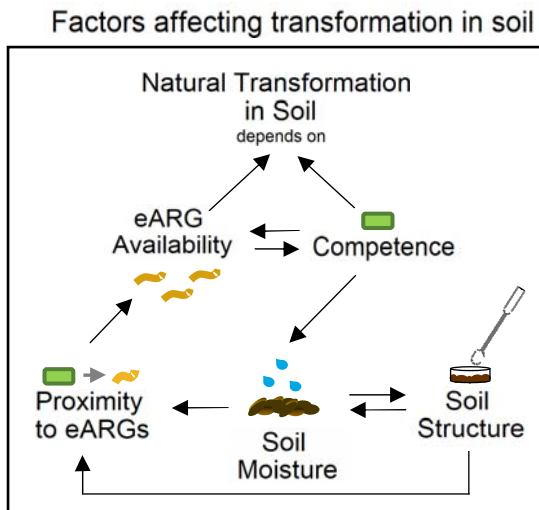 Factors affecting transformation in soil
Natural Transformation
in Soil
depends on
eARG
Availability
Competence
Proximity
to eARGs
Soil
Moisture
Soil
Structure